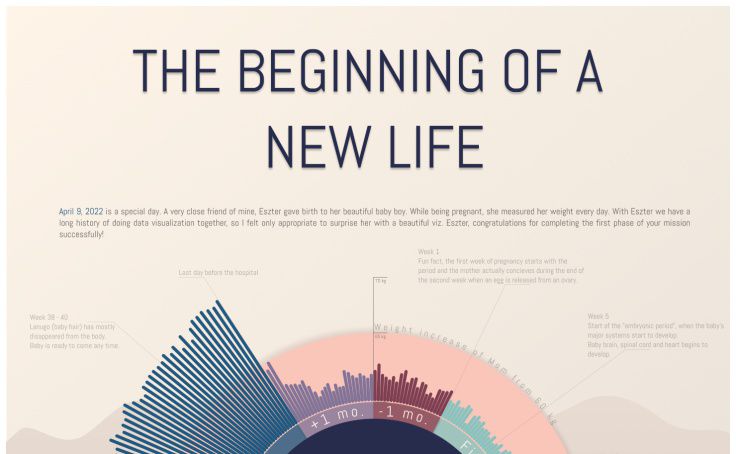 THE BEGINNING OF A
NEW LIFE
April 9, 2022 is a special day. A very close friend of mine, Eszter gave birth to her beautiful baby boy. While being pregnant, she measured her weight every day. With Eszter we have a
long history of doing data visualization together, so I felt only appropriate to surprise her with a beautiful viz. Eszter, congratulations for completing the first phase of your mission
successfully!
Week 1
Fun fact, the first week of pregnancy starts with the
period and the mother actually concieves during the end of
the second week when an egg is released from an ovary.
Last day before the hospital
70 kg
Week 38 - 40
Lanugo (baby hair) has mostly
disappeared from the body.
Baby is ready to come any time.
Week 5
Start of the "embryonic period", when the baby's
major systems start to develop.
Baby brain, spinal cord and heart begins to
develop.
Weight increase of Mom from 60 kg
65 kg
+1 mo.
-1 mo.
Fi